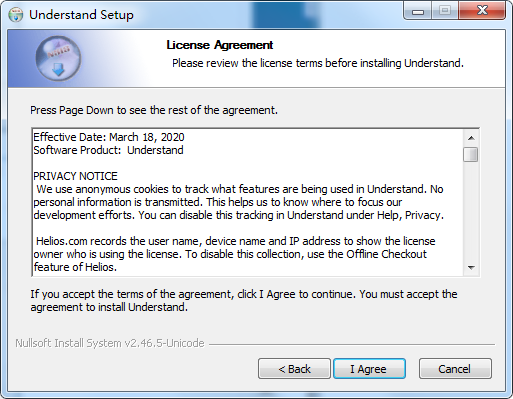 Understand Setup
License Agreement
Please review the license terms before installing Understand.
Press Page Down to see the rest of the agreement.
Effective Date: March 18, 2020
Software Product:  Understand
PRIVACY NOTICE
We use anonymous cookies to track what features are being used in Understand. No
personal information is transmitted. This helps us to know where to focus our
development efforts. You can disable this tracking in Understand under Help, Privacy.
Helios.com records the user name, device name and IP address to show the license
owner who is using the license. To disable this collection, use the Offline Checkout
feature of Helios.
If you accept the terms of the agreement, click I Agree to continue. You must accept the
agreement to install Understand.
Nullsoft Install System v2.46.5-Unicode
< Back
I Agree
Cancel